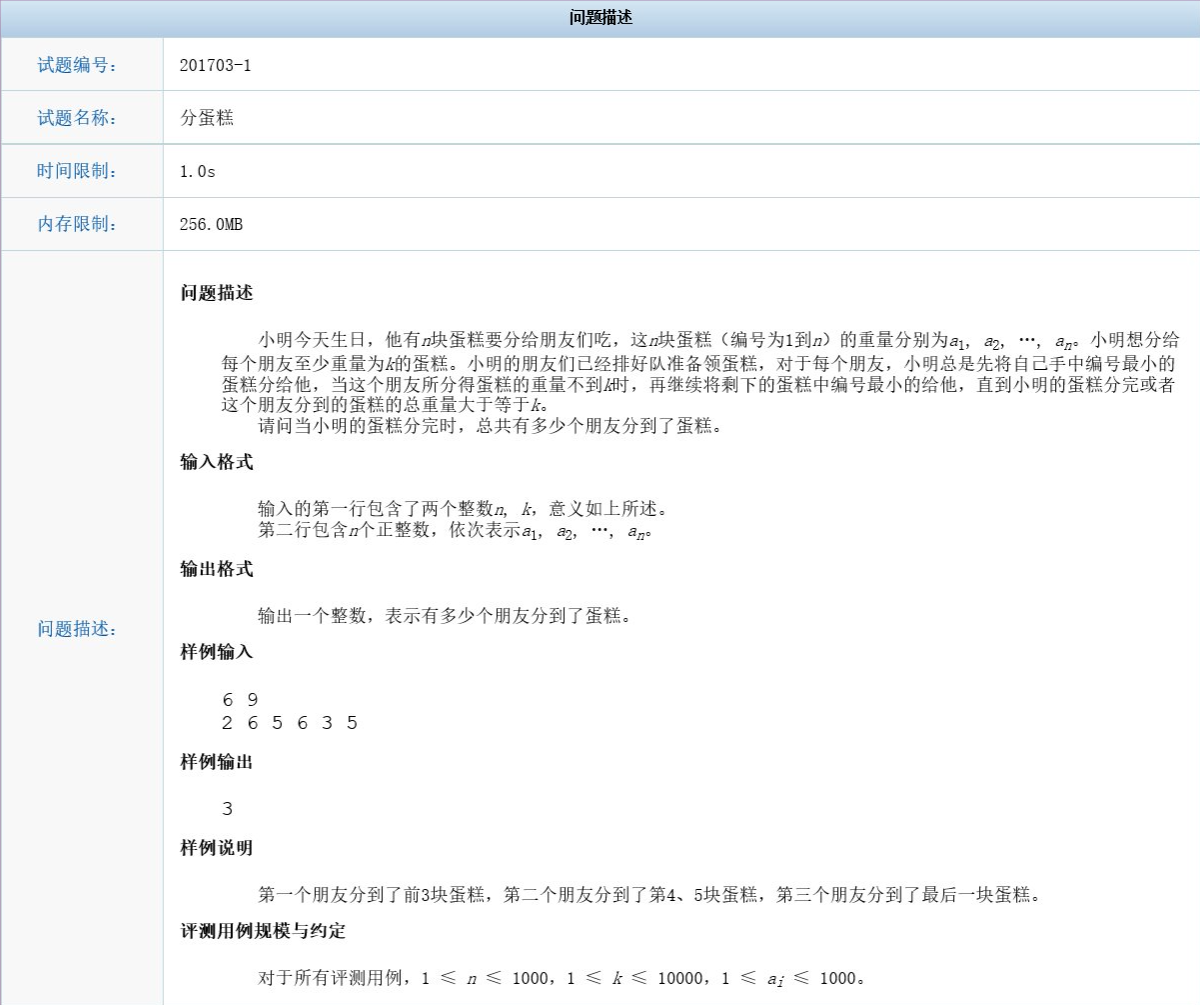 问题描述
试题编号： 201703-1
试题名称： 分蛋糕
时间限制： 1.0s
内存限制： 256.0MB
问题描述：
问题描述
小明今天生日，他有n块蛋糕要分给朋友们吃，这n块蛋糕（编号为1到n）的重量分别为a1, a2, …, an。小明想分给
每个朋友至少重量为k的蛋糕。小明的朋友们已经排好队准备领蛋糕，对于每个朋友，小明总是先将自己手中编号最小的
蛋糕分给他，当这个朋友所分得蛋糕的重量不到k时，再继续将剩下的蛋糕中编号最小的给他，直到小明的蛋糕分完或者
这个朋友分到的蛋糕的总重量大于等于k。
请问当小明的蛋糕分完时，总共有多少个朋友分到了蛋糕。
输入格式
输入的第一行包含了两个整数n, k，意义如上所述。
第二行包含n个正整数，依次表示a1, a2, …, an。
输出格式
输出一个整数，表示有多少个朋友分到了蛋糕。
样例输入
6 9
2 6 5 6 3 5
样例输出
3
样例说明
第一个朋友分到了前3块蛋糕，第二个朋友分到了第4、5块蛋糕，第三个朋友分到了最后一块蛋糕。
评测用例规模与约定
对于所有评测用例，1 ≤ n ≤ 1000，1 ≤ k ≤ 10000，1 ≤ ai ≤ 1000。